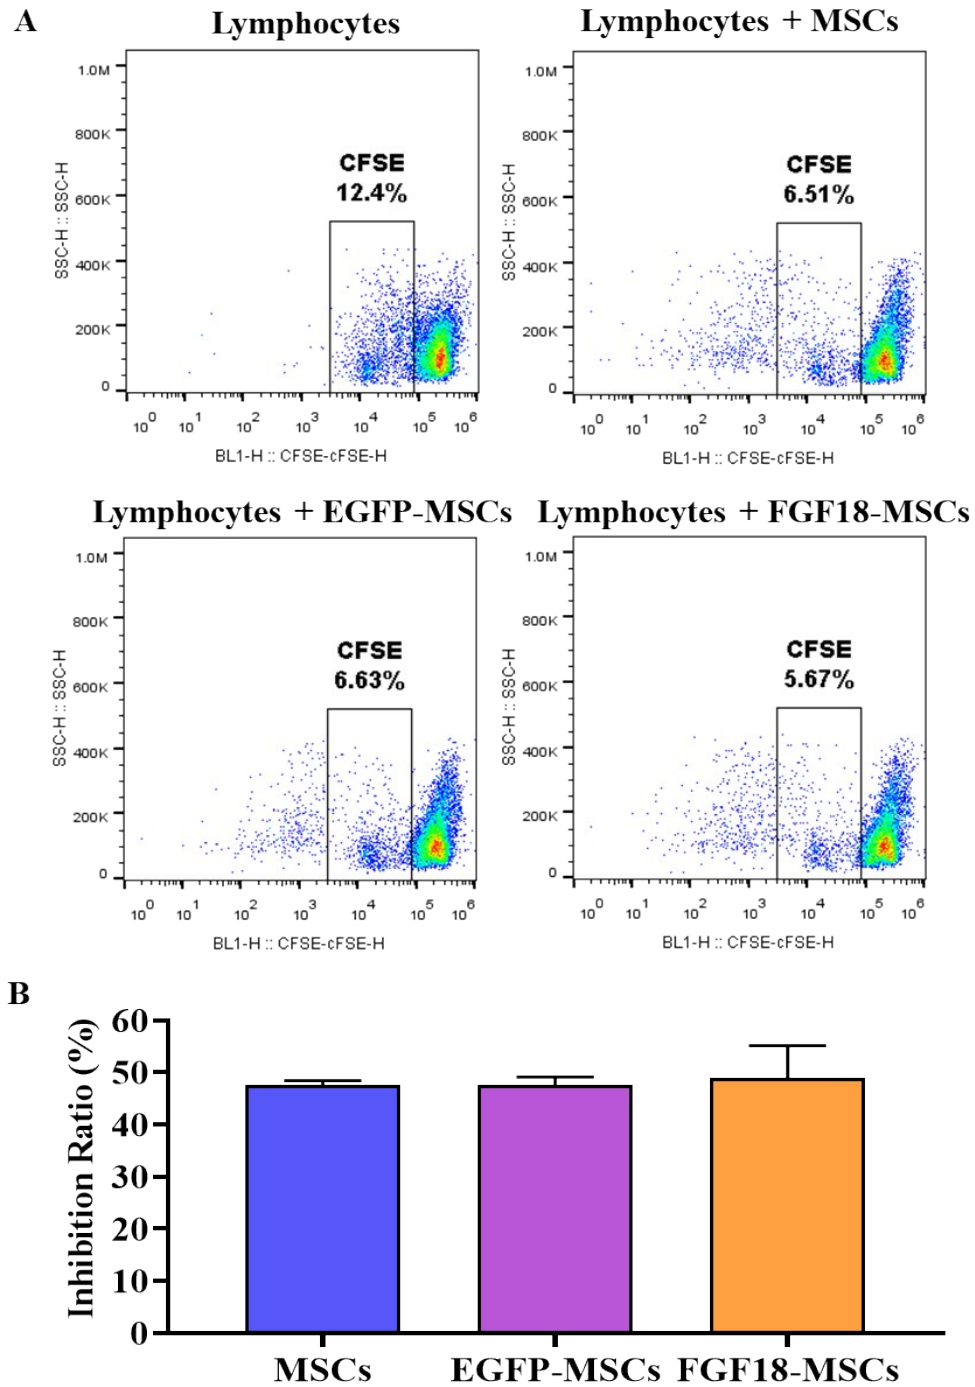 A
Lymphocytes
Lymphocytes + MSCs
CFSE
12.4%
1.0M
800K
600K
400K
200K
0
SSC-H :: SSC-H
10^0 10^1 10^2 10^3 10^4 10^5 10^6
BL1-H :: CFSE-cFSE-H
CFSE
6.51%
1.0M
800K
600K
400K
200K
0
SSC-H :: SSC-H
10^0 10^1 10^2 10^3 10^4 10^5 10^6
BL1-H :: CFSE-cFSE-H
Lymphocytes + EGFP-MSCs
Lymphocytes + FGF18-MSCs
CFSE
6.63%
1.0M
800K
600K
400K
200K
0
SSC-H :: SSC-H
10^0 10^1 10^2 10^3 10^4 10^5 10^6
BL1-H :: CFSE-cFSE-H
CFSE
5.67%
1.0M
800K
600K
400K
200K
0
SSC-H :: SSC-H
10^0 10^1 10^2 10^3 10^4 10^5 10^6
BL1-H :: CFSE-cFSE-H
B
Inhibition Ratio (%)
60
50
40
30
20
10
0
MSCs EGFP-MSCs FGF18-MSCs